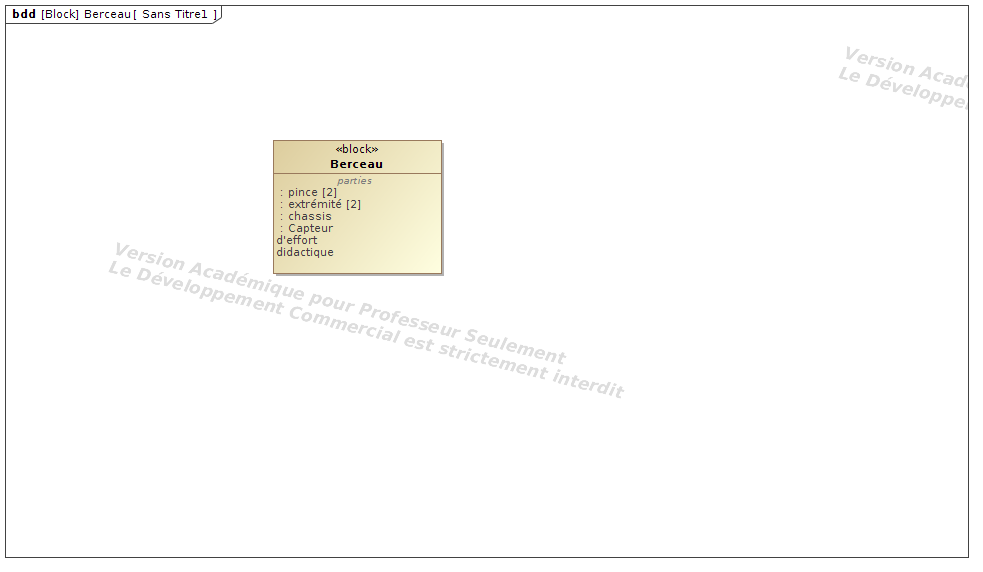 bdd [Block] Berceau[ Sans Titre1 ]
Version Acad
Le Développe
«block»
Berceau
parties
: pince [2]
: extrémité [2]
: chassis
: Capteur
d'effort
didactique
Version Académique pour Professeur Seulement
Le Développement Commercial est strictement interdit